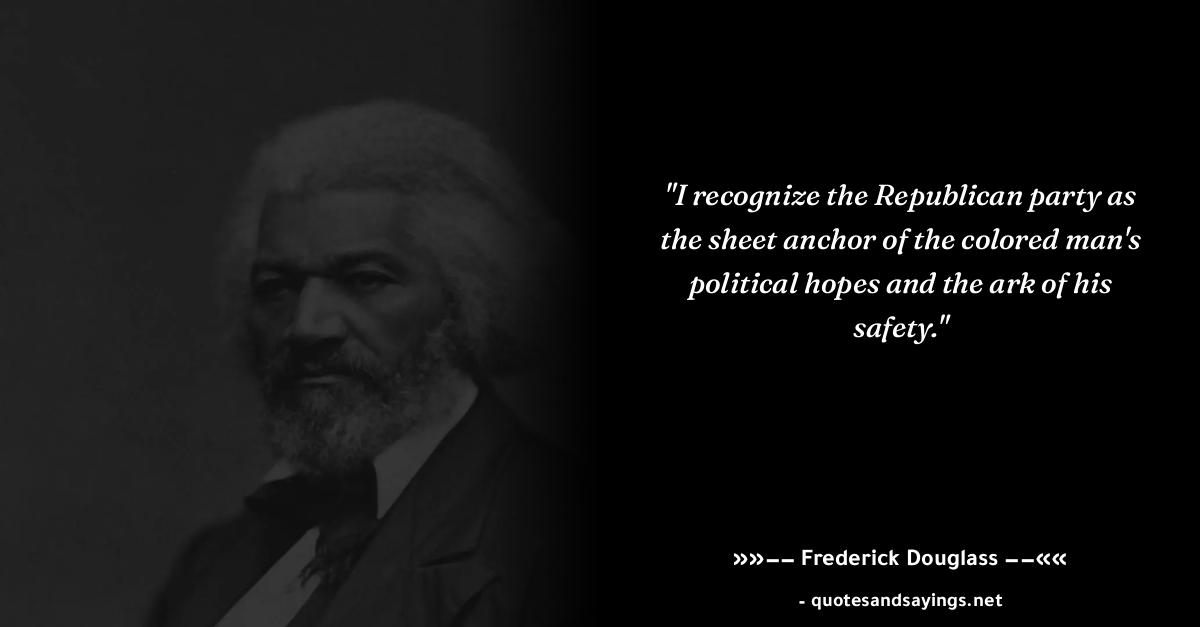 "I recognize the Republican party as
the sheet anchor of the colored man's
political hopes and the ark of his
safety."
»»−− Frederick Douglass −−««
- quotesandsayings.net